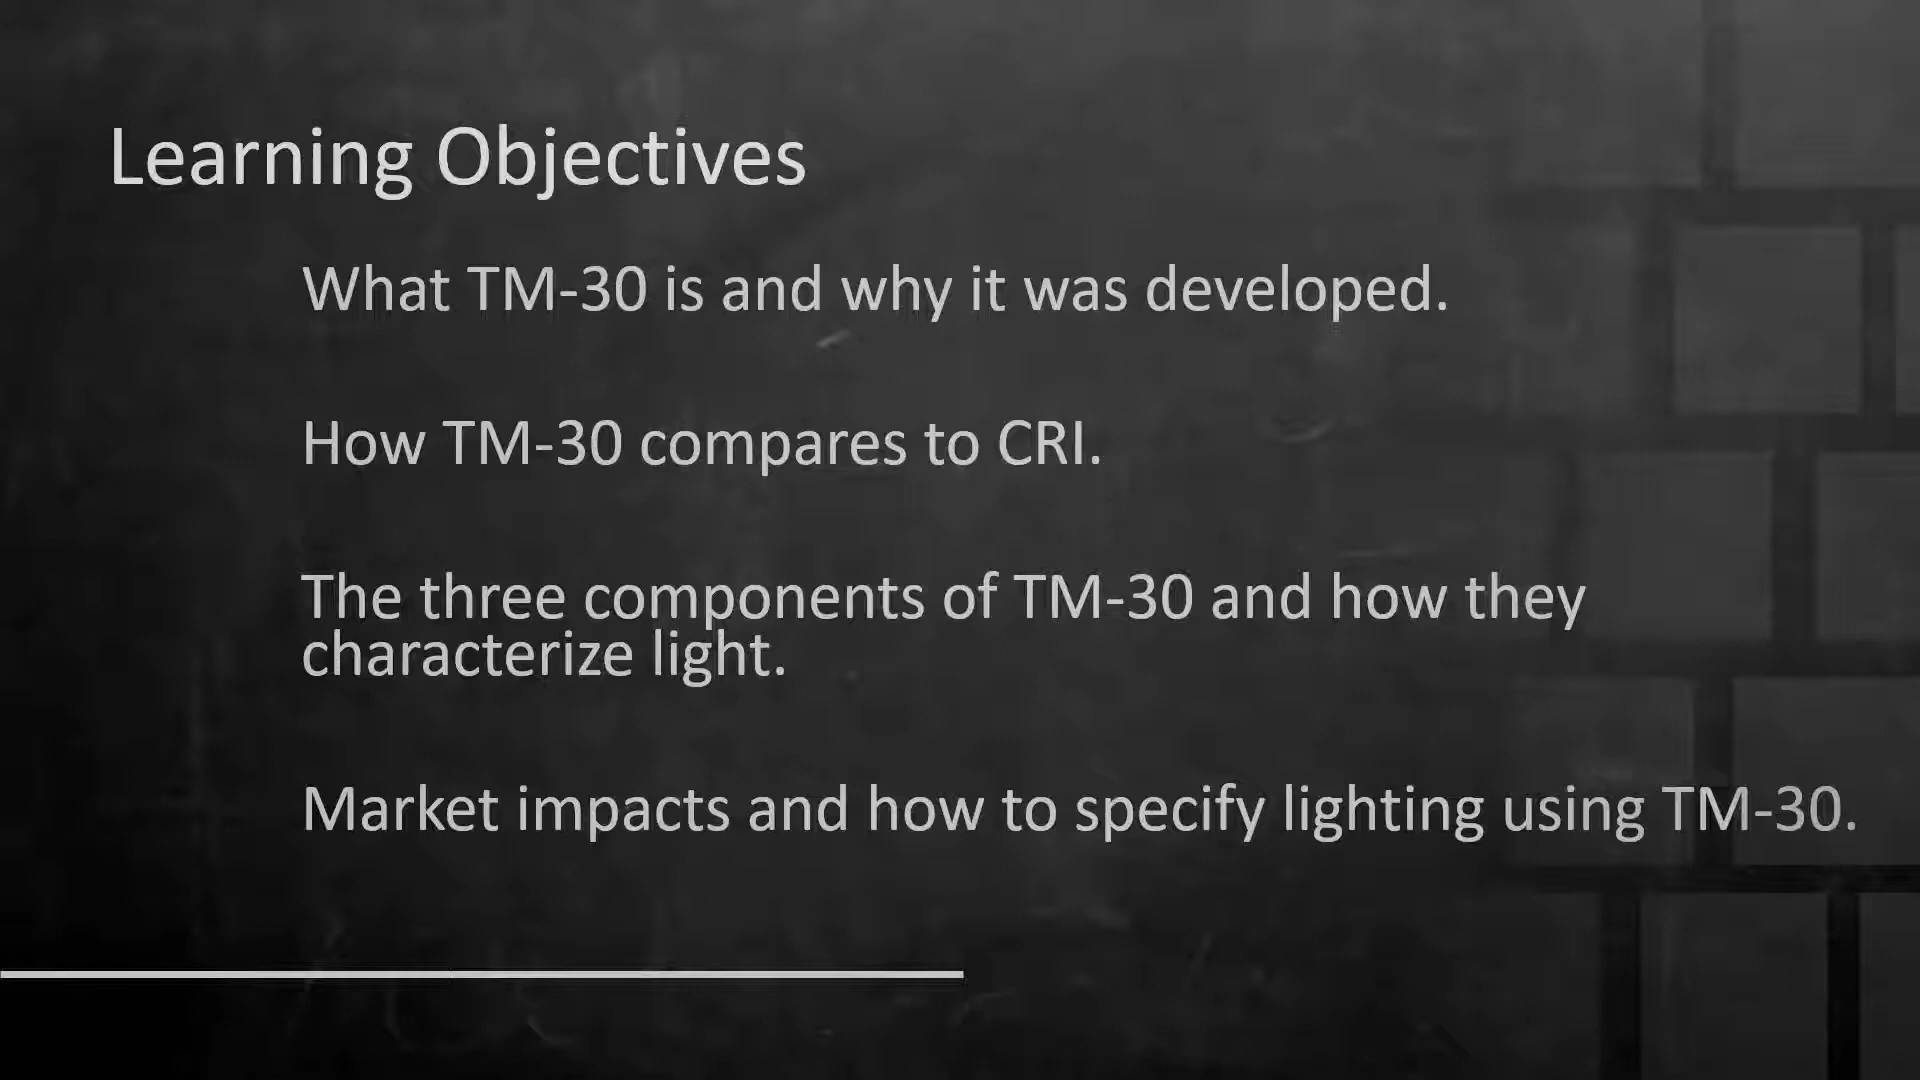 Learning Objectives
What TM-30 is and why it was developed.
How TM-30 compares to CRI.
The three components of TM-30 and how they
characterize light.
Market impacts and how to specify lighting using TM-30.